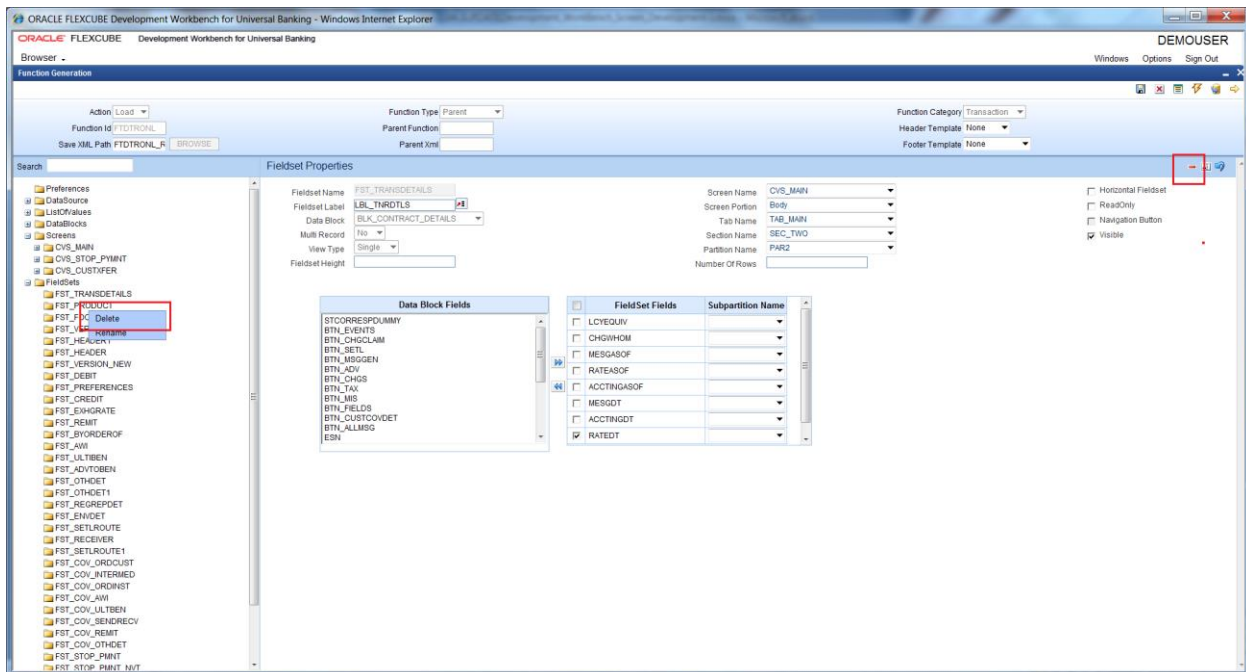 ORACLE FLEXCUBE Development Workbench for Universal Banking - Windows Internet Explorer
ORACLE FLEXCUBE Development Workbench for Universal Banking
DEMOUSER
Browser
Windows Options Sign Out
Function Generation
Action Load
Function Type Parent
Function Category Transaction
Function Id FTDTRONL
Parent Function
Header Template None
Save XML Path FTDTRONL_R BROWSE
Parent Xml
Footer Template None
Search
Fieldset Properties
Preferences
DataSource
ListOfValues
DataBlocks
Screens
CVS_MAIN
CVS_STOP_PYMNT
CVS_CUSTXFER
FieldSets
FST_TRANSDETAILS
FST_PRODUCT
Delete
Rename
FST_HEADER1
FST_HEADER
FST_VERSION_NEW
FST_DEBIT
FST_PREFERENCES
FST_CREDIT
FST_EXHGRATE
FST_REMIT
FST_BYORDEROF
FST_AWI
FST_ULTIBEN
FST_ADVTOBEN
FST_OTHDET
FST_OTHDET1
FST_REGREPDET
FST_ENVDET
FST_SETLROUTE
FST_RECEIVER
FST_SETLROUTE1
FST_COV_ORDCUST
FST_COV_INTERMED
FST_COV_ORDINST
FST_COV_AWI
FST_COV_ULTBEN
FST_COV_SENDRECV
FST_COV_REMIT
FST_COV_OTHDET
FST_STOP_PMNT
FST_STOP_PMNT_NVT
Fieldset Name FST_TRANSDETAILS
Fieldset Label LBL_TNRDTLS
Data Block BLK_CONTRACT_DETAILS
Multi Record No
View Type Single
Fieldset Height
Screen Name CVS_MAIN
Screen Portion Body
Tab Name TAB_MAIN
Section Name SEC_TWO
Partition Name PAR2
Number Of Rows
Horizontal Fieldset
ReadOnly
Navigation Button
Visible
Data Block Fields
STCORRESPDUMMY
BTN_EVENTS
BTN_CHGCLAIM
BTN_SETL
BTN_MSGGEN
BTN_ADV
BTN_CHGS
BTN_TAX
BTN_MIS
BTN_FIELDS
BTN_CUSTCOVDET
BTN_ALLMSG
ESN
FieldSet Fields Subpartition Name
LCYEQUIV
CHGWHOM
MESGASOF
RATEASOF
ACCTINGASOF
MESGDT
ACCTINGDT
RATEDT